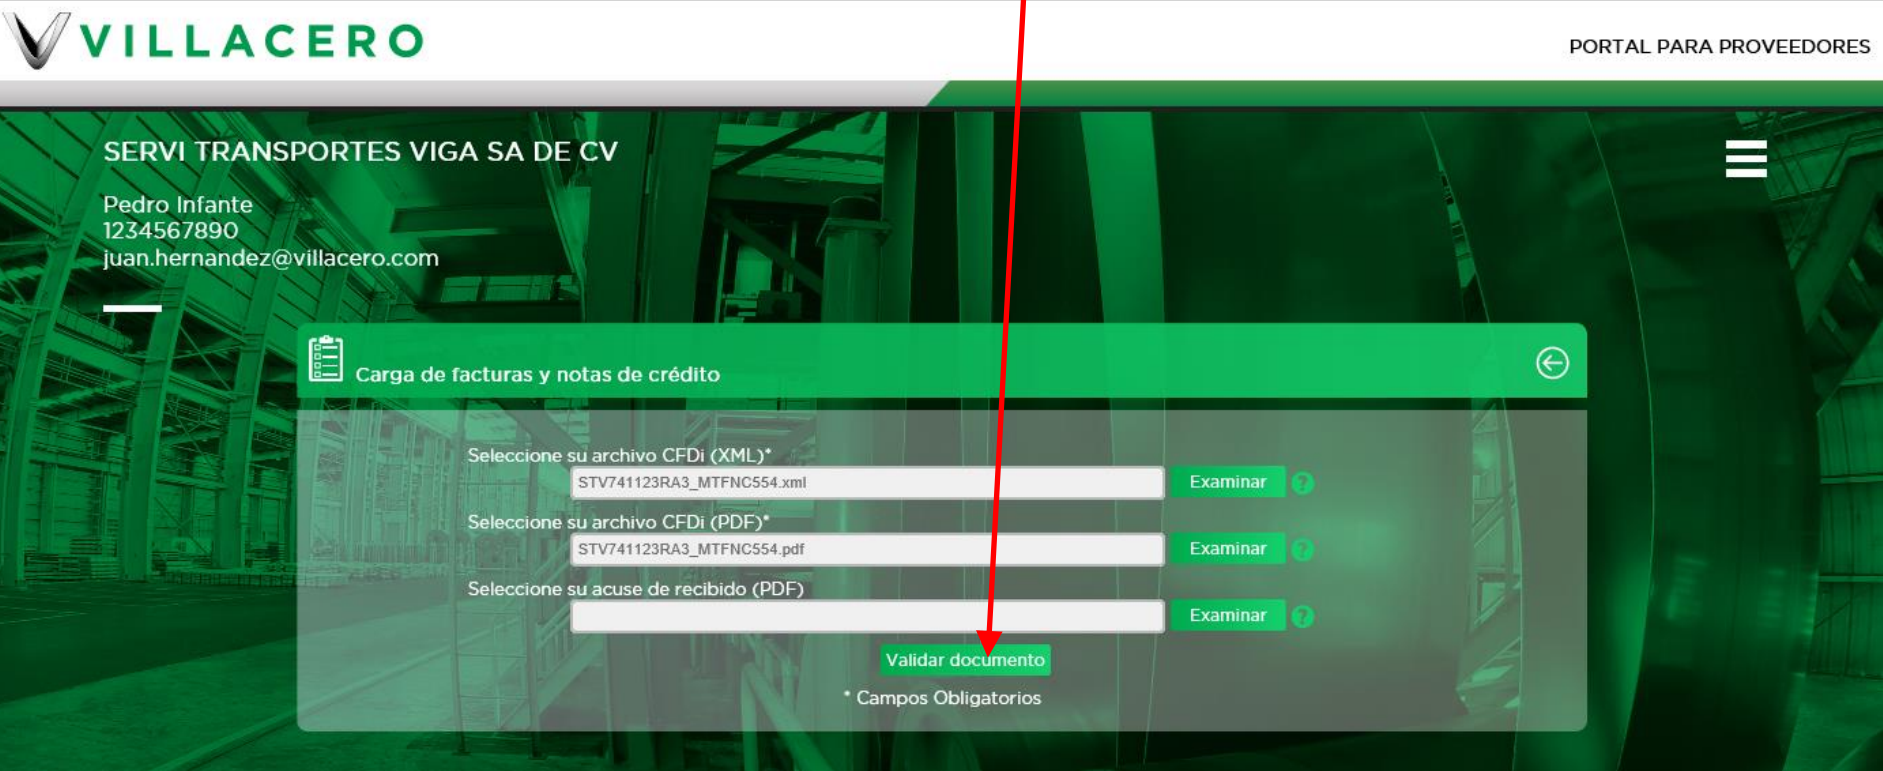 VILLACERO
PORTAL PARA PROVEEDORES
SERVI TRANSPORTES VIGA SA DE CV
Pedro Infante
1234567890
juan.hernandez@villacero.com
Carga de facturas y notas de crédito
Seleccione su archivo CFDi (XML)*
STV741123RA3_MTFNC554.xml Examinar ?
Seleccione su archivo CFDi (PDF)*
STV741123RA3_MTFNC554.pdf Examinar ?
Seleccione su acuse de recibido (PDF)
Examinar ?
Validar documento
* Campos Obligatorios